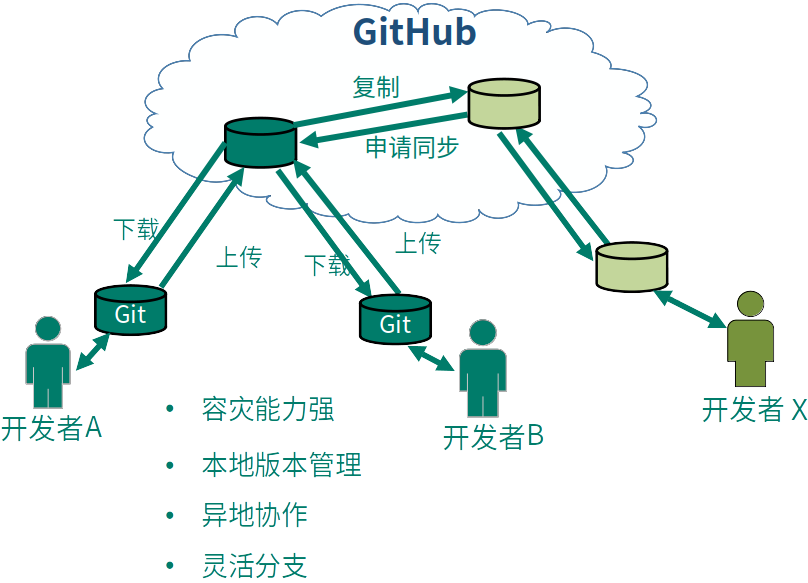 GitHub
复制
申请同步
下载
上传
下载
上传
Git
Git
开发者A
开发者B
开发者 X
• 容灾能力强
• 本地版本管理
• 异地协作
• 灵活分支